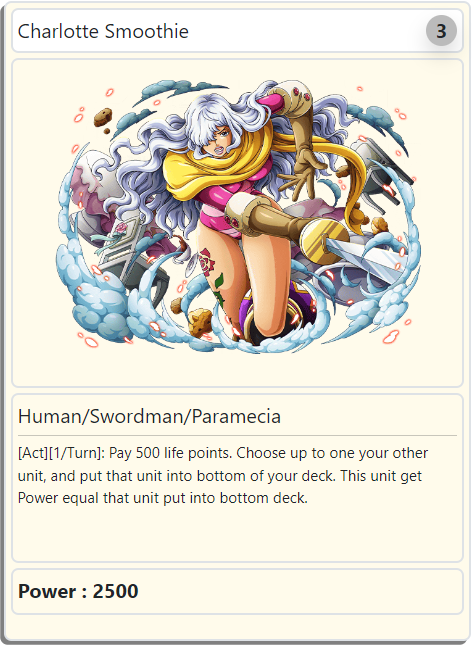 Charlotte Smoothie
3
Human/Swordman/Paramecia
[Act][1/Turn]: Pay 500 life points. Choose up to one your other
unit, and put that unit into bottom of your deck. This unit get
Power equal that unit put into bottom deck.
Power : 2500